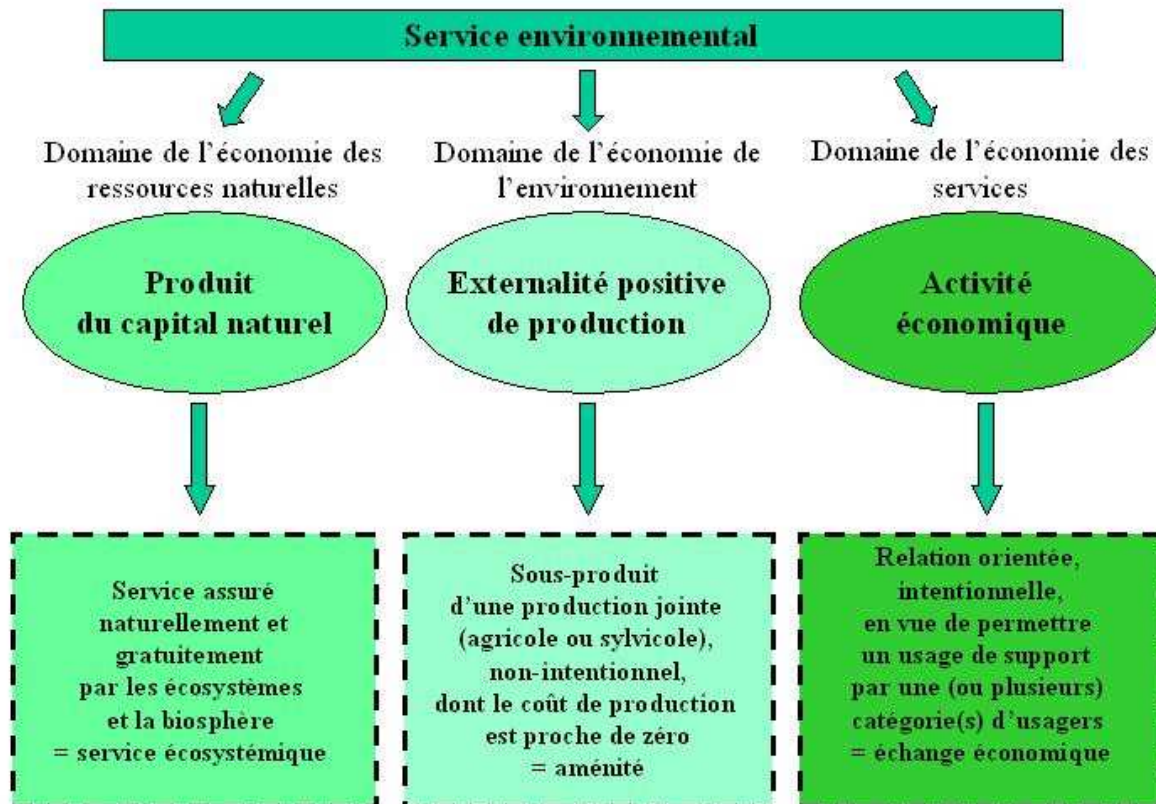 Service environnemental
Domaine de l'économie des
ressources naturelles
Domaine de l'économie de
l'environnement
Domaine de l'économie des
services
Produit
du capital naturel
Externalité positive
de production
Activité
économique
Service assuré
naturellement et
gratuitement
par les écosystèmes
et la biosphère
= service écosystémique
Sous-produit
d'une production jointe
(agricole ou sylvicole),
non-intentionnel,
dont le coût de production
est proche de zéro
= aménité
Relation orientée,
intentionnelle,
en vue de permettre
un usage de support
par une (ou plusieurs)
catégorie(s) d'usagers
= échange économique